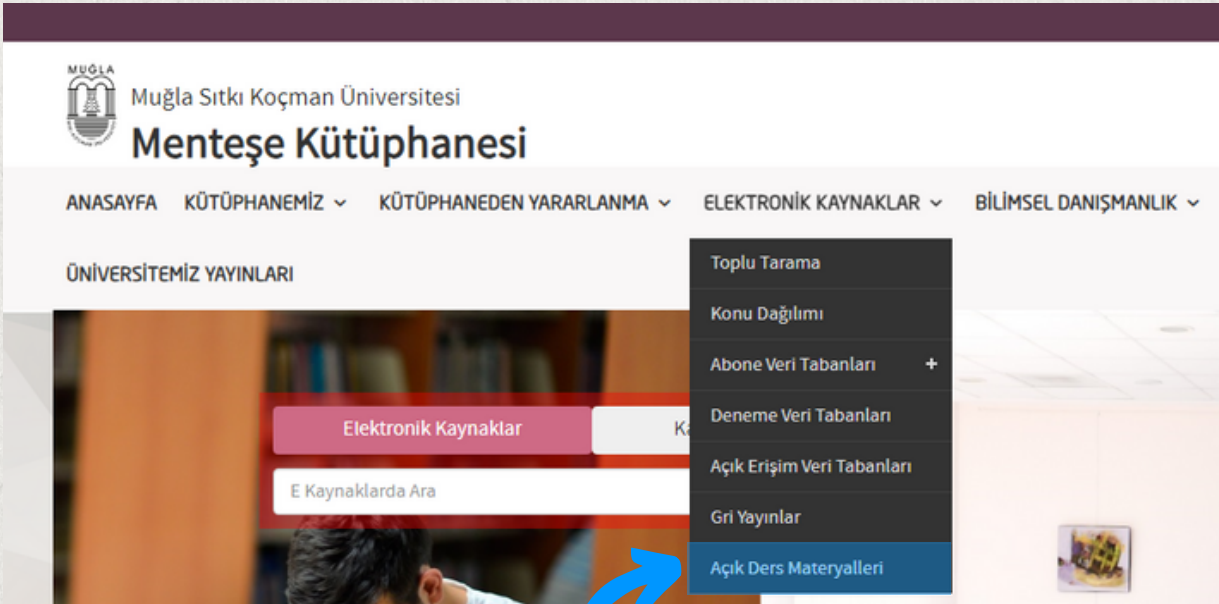 MUĞLA
Muğla Sıtkı Koçman Üniversitesi
Menteşe Kütüphanesi
ANASAYFA KÜTÜPHANEMİZ KÜTÜPHANEDEN YARARLANMA ELEKTRONİK KAYNAKLAR BİLİMSEL DANIŞMANLIK
ÜNİVERSİTEMİZ YAYINLARI
Toplu Tarama
Konu Dağılımı
Abone Veri Tabanları +
Deneme Veri Tabanları
Açık Erişim Veri Tabanları
Gri Yayınlar
Açık Ders Materyalleri
Elektronik Kaynaklar
E Kaynaklarda Ara